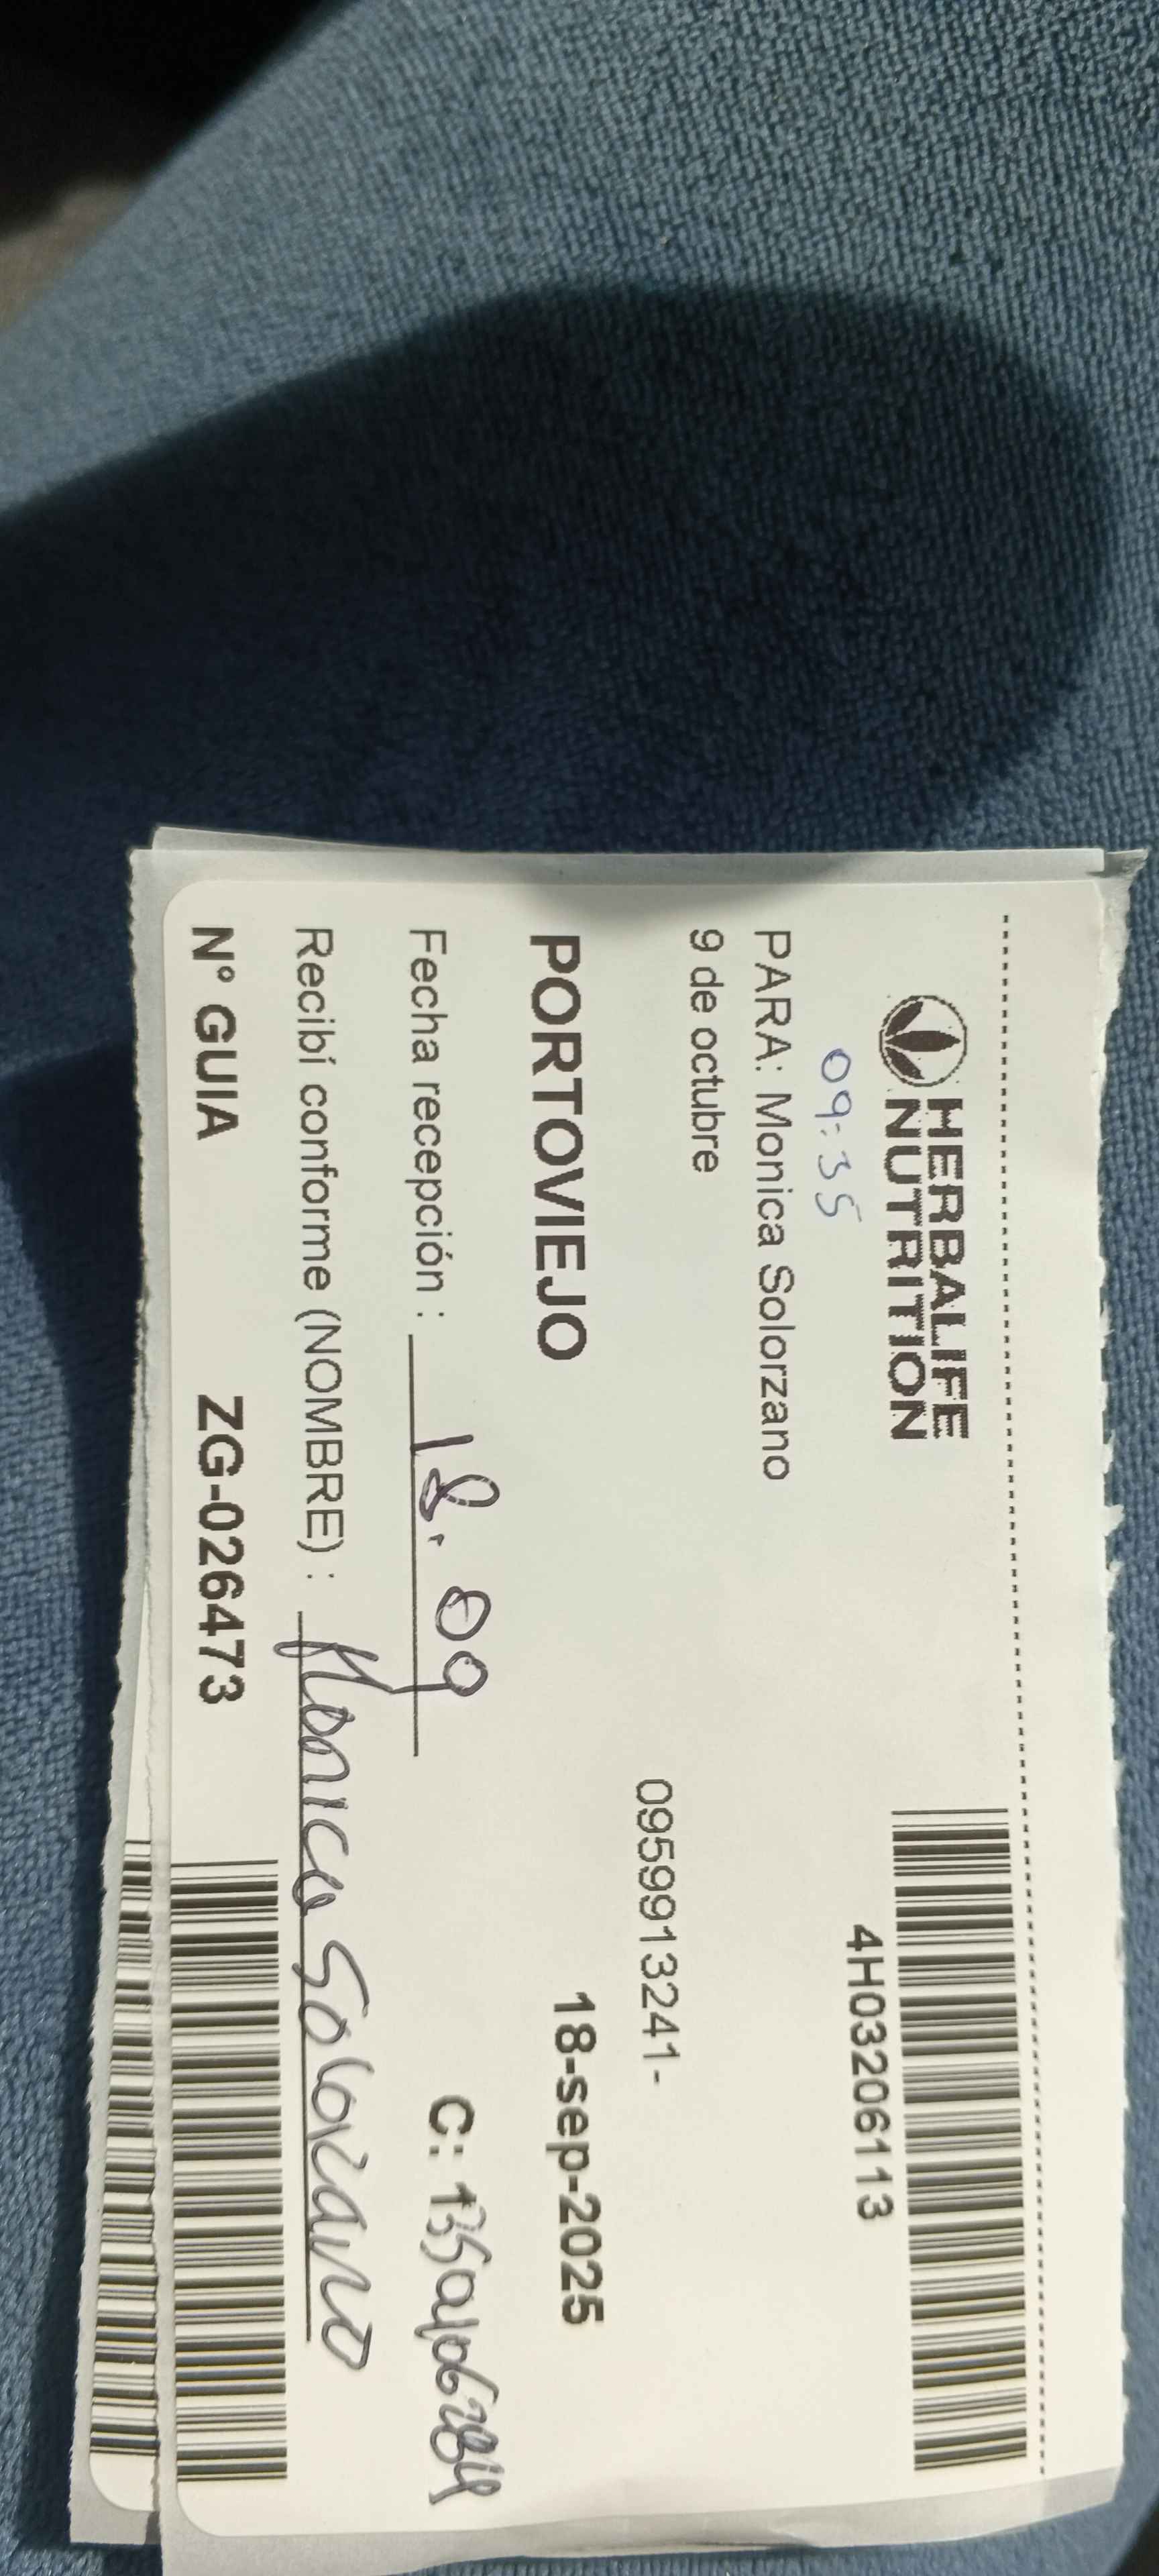 HERBALIFE
NUTRITION
4H03206113
09:35
PARA: Monica Solorzano
9 de octubre
0959913241-
PORTOVIEJO
18-sep-2025
Fecha recepción : 18. 09
C:
Recibí conforme (NOMBRE) : Monica Solorzano
N° GUIA ZG-026473